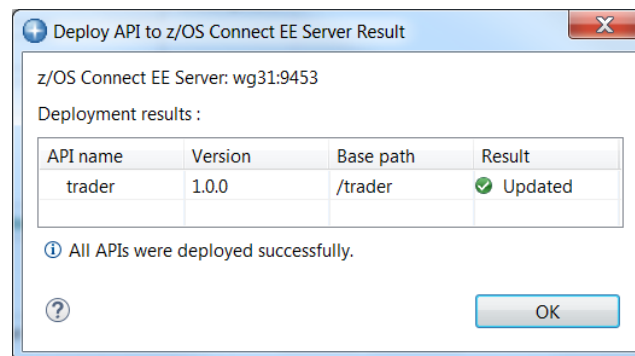 Deploy API to z/OS Connect EE Server Result
z/OS Connect EE Server: wg31:9453
Deployment results :
API name Version Base path Result
trader 1.0.0 /trader Updated
All APIs were deployed successfully.
OK